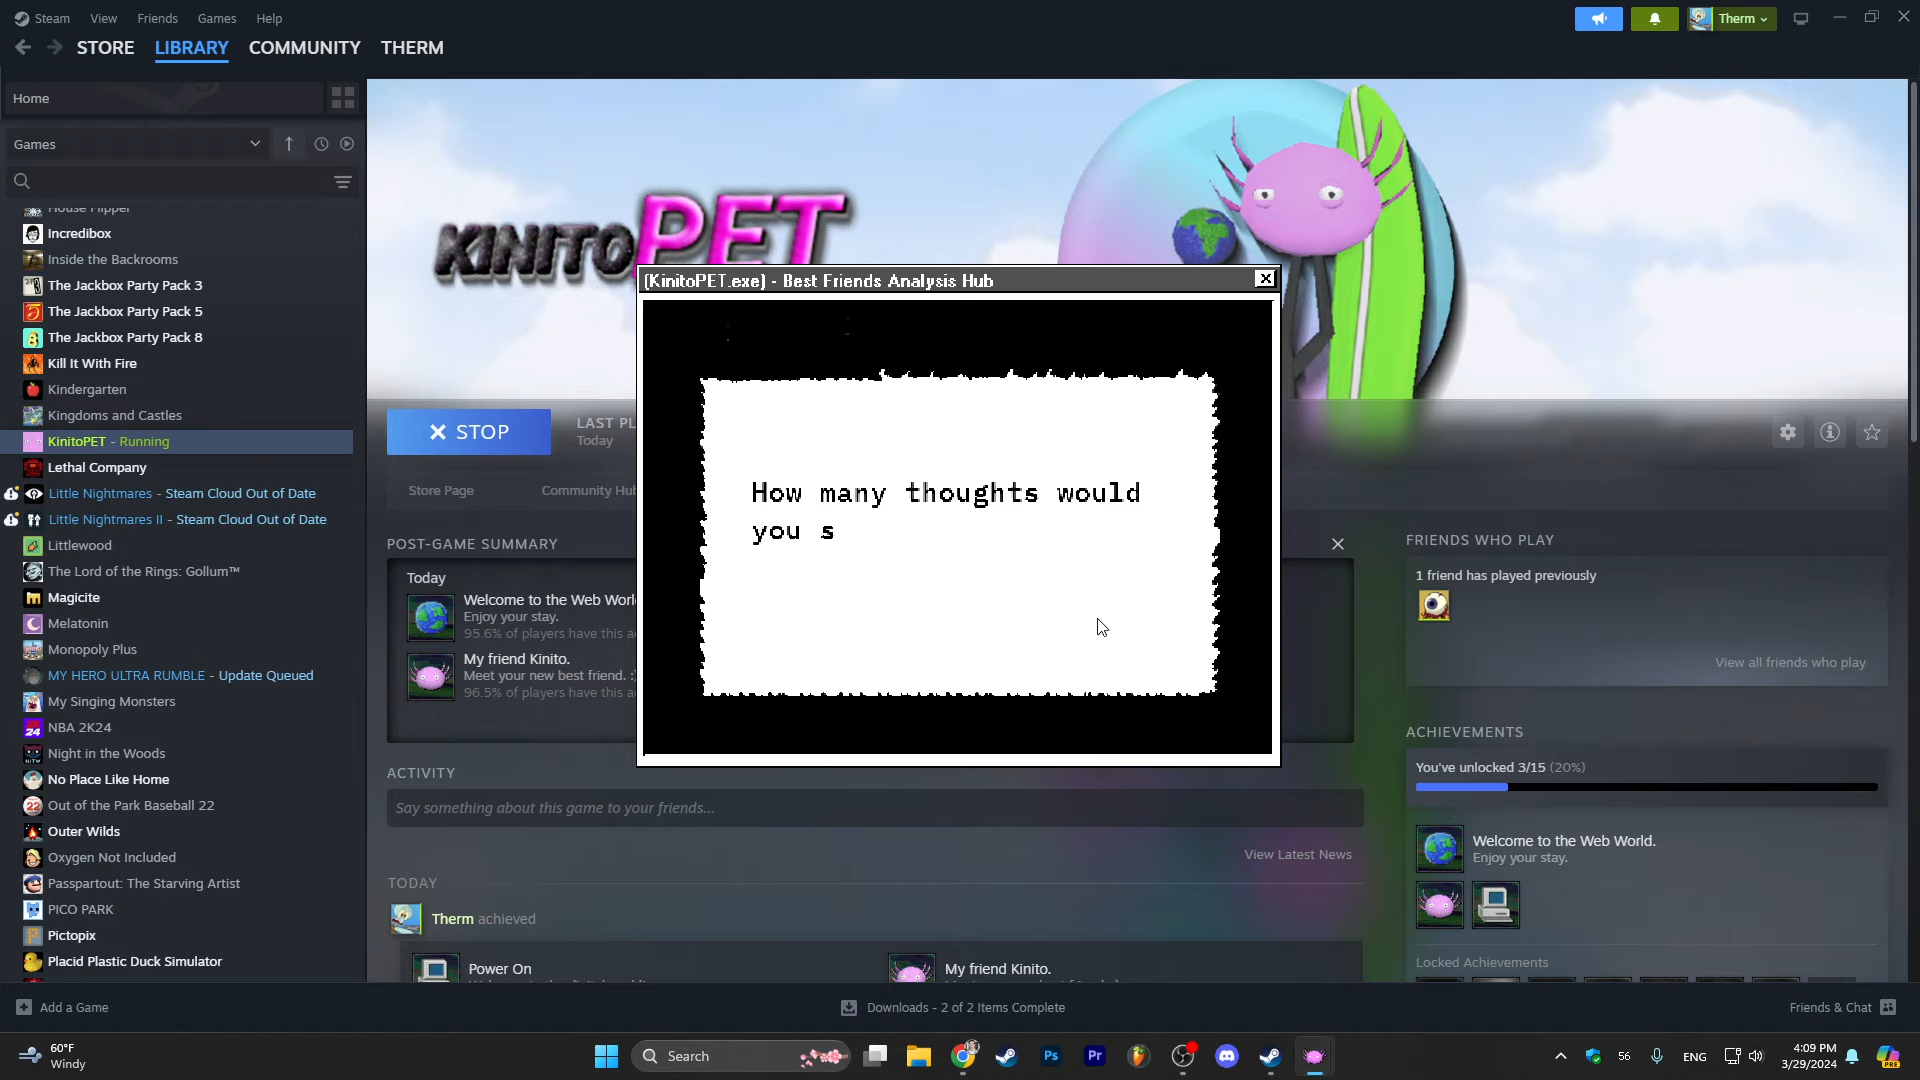 Steam View Friends Games Help
Therm
STORE LIBRARY COMMUNITY THERM
Home
Games
House Flipper
Incredibox
Inside the Backrooms
The Jackbox Party Pack 3
The Jackbox Party Pack 5
The Jackbox Party Pack 8
Kill It With Fire
Kindergarten
Kingdoms and Castles
KinitoPET - Running
Lethal Company
Little Nightmares - Steam Cloud Out of Date
Little Nightmares II - Steam Cloud Out of Date
Littlewood
The Lord of the Rings: Gollum™
Magicite
Melatonin
Monopoly Plus
MY HERO ULTRA RUMBLE - Update Queued
My Singing Monsters
NBA 2K24
Night in the Woods
No Place Like Home
Out of the Park Baseball 22
Outer Wilds
Oxygen Not Included
Passpartout: The Starving Artist
PICO PARK
Pictopix
Placid Plastic Duck Simulator
KINITOPET
(KinitoPET.exe) - Best Friends Analysis Hub
How many thoughts would
you s
STOP
LAST PL
Today
Store Page Community Hub
POST-GAME SUMMARY
Today
Welcome to the Web Worl
Enjoy your stay.
95.6% of players have this a
My friend Kinito.
Meet your new best friend. :
96.5% of players have this a
ACTIVITY
Say something about this game to your friends...
View Latest News
TODAY
Therm achieved
Power On
My friend Kinito.
FRIENDS WHO PLAY
1 friend has played previously
View all friends who play
ACHIEVEMENTS
You've unlocked 3/15 (20%)
Welcome to the Web World.
Enjoy your stay.
Locked Achievements
Add a Game
Downloads - 2 of 2 Items Complete
Friends & Chat
60°F
Windy
Search
Ps
Pr
56
ENG
4:09 PM
3/29/2024
PRE